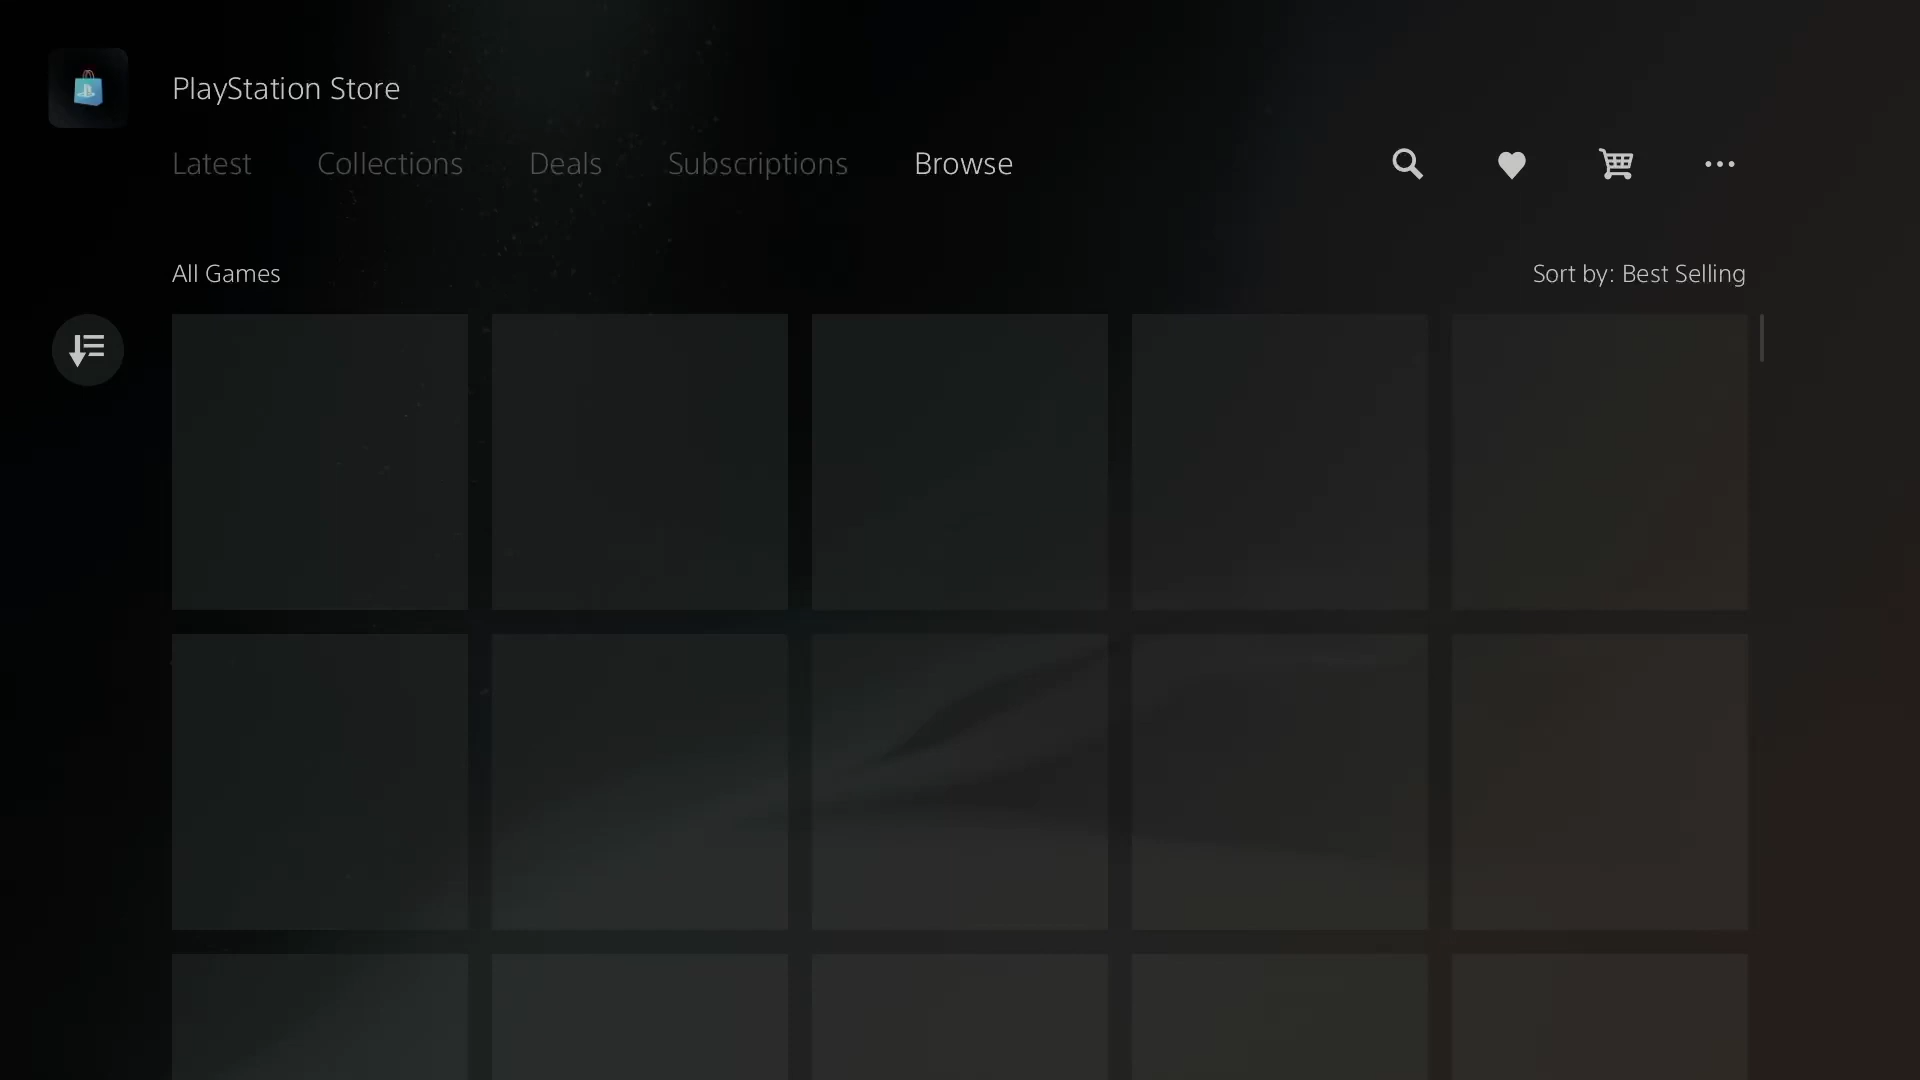 PlayStation Store
Latest Collections Deals Subscriptions Browse
All Games Sort by: Best Selling